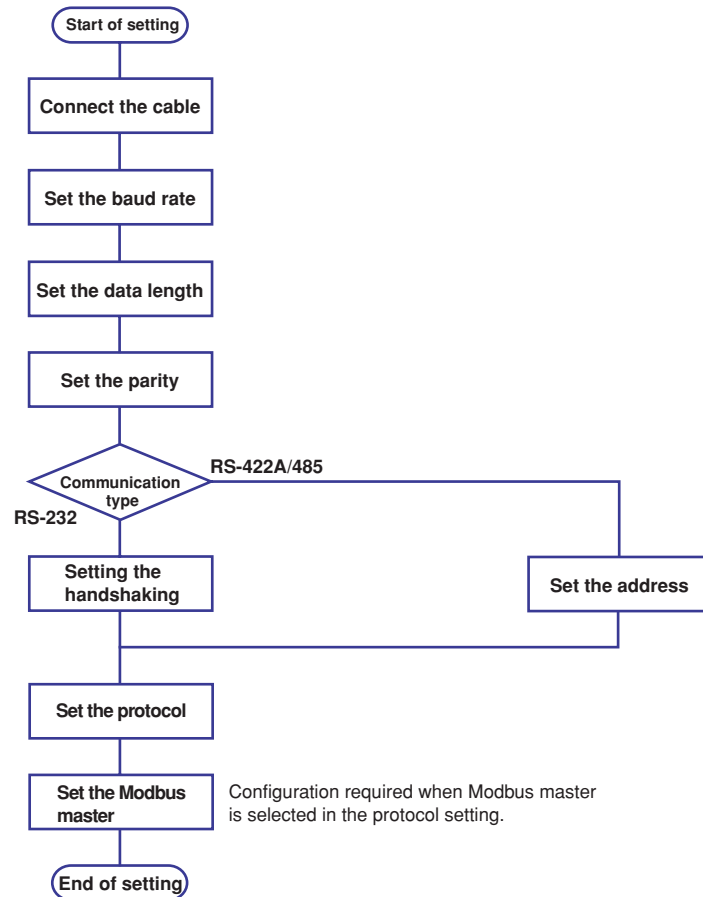 Start of setting
Connect the cable
Set the baud rate
Set the data length
Set the parity
Communication
type
RS-422A/485
RS-232
Setting the
handshaking
Set the address
Set the protocol
Set the Modbus
master
Configuration required when Modbus master
is selected in the protocol setting.
End of setting